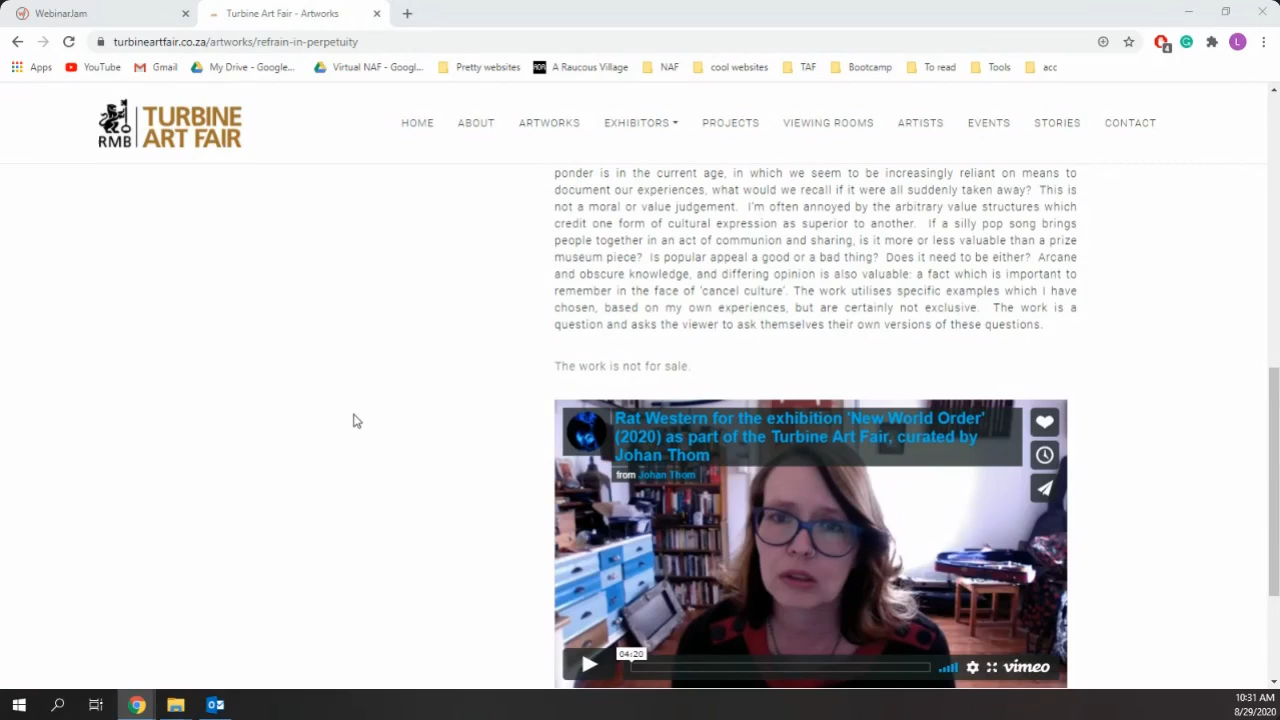 WebinarJam
Turbine Art Fair - Artworks
turbineartfair.co.za/artworks/refrain-in-perpetuity
4
L
Apps
YouTube
Gmail
My Drive - Google...
Virtual NAF - Googl...
Pretty websites
A Raucous Village
NAF
cool websites
TAF
Bootcamp
To read
Tools
acc
RMB
TURBINE
ART FAIR
HOME
ABOUT
ARTWORKS
EXHIBITORS
PROJECTS
VIEWING ROOMS
ARTISTS
EVENTS
STORIES
CONTACT
ponder is in the current age, in which we seem to be increasingly reliant on means to
document our experiences, what would we recall if it were all suddenly taken away? This is
not a moral or value judgement. I'm often annoyed by the arbitrary value structures which
credit one form of cultural expression as superior to another. If a silly pop song brings
people together in an act of communion and sharing, is it more or less valuable than a prize
museum piece? Is popular appeal a good or a bad thing? Does it need to be either? Arcane
and obscure knowledge, and differing opinion is also valuable: a fact which is important to
remember in the face of 'cancel culture'. The work utilises specific examples which I have
chosen, based on my own experiences, but are certainly not exclusive. The work is a
question and asks the viewer to ask themselves their own versions of these questions.
The work is not for sale.
Rat Western for the exhibition 'New World Order'
(2020) as part of the Turbine Art Fair, curated by
Johan Thom
from Johan Thom
04:20
vimeo
10:31 AM
8/29/2020